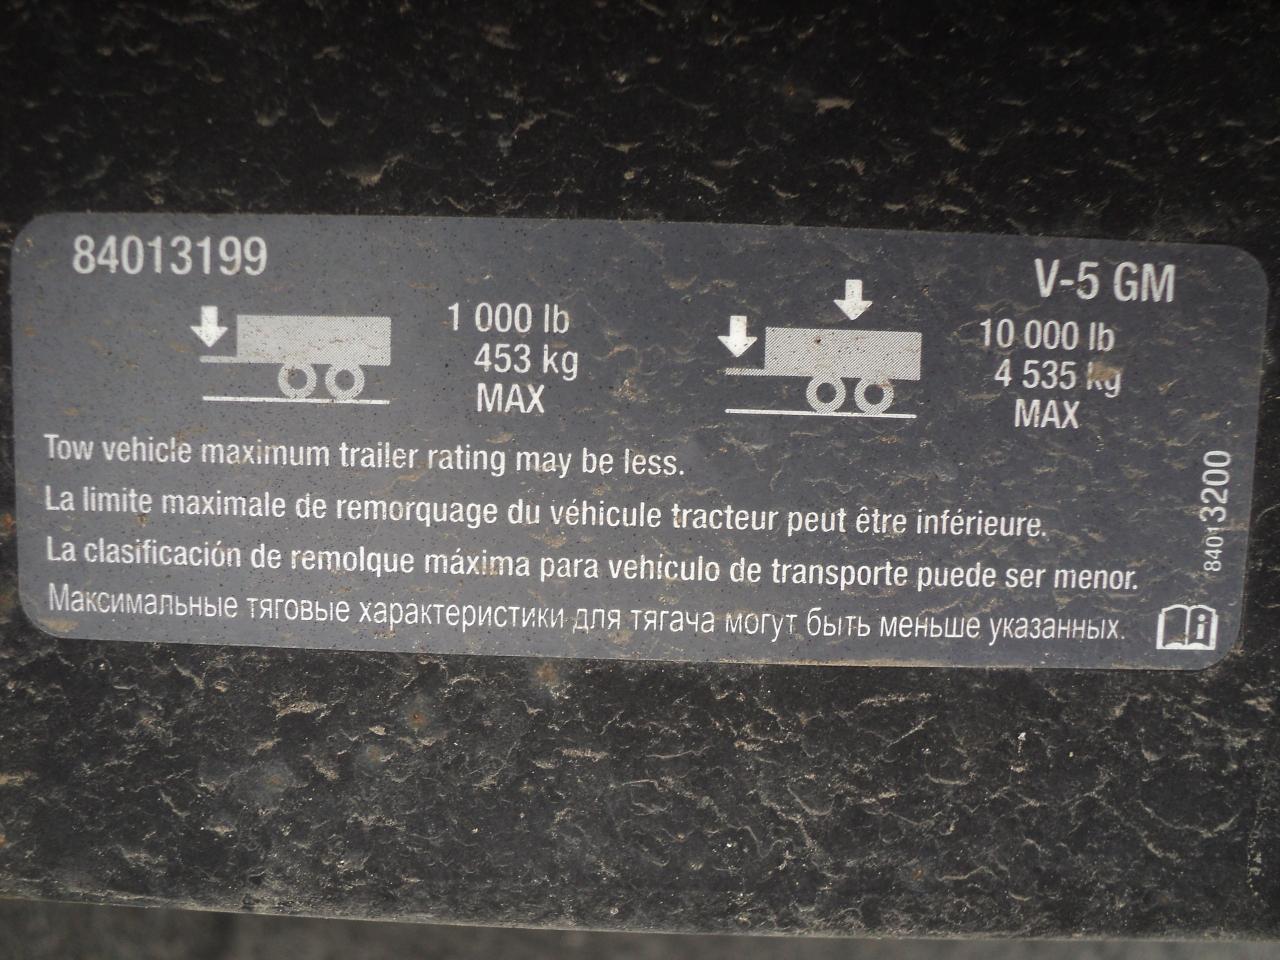 84013199
V-5 GM
1 000 lb
453 kg
MAX
10 000 lb
4 535 kg
MAX
Tow vehicle maximum trailer rating may be less.
La limite maximale de remorquage du véhicule tracteur peut être inférieure.
La clasificación de remolque máxima para vehículo de transporte puede ser menor.
Максимальные тяговые характеристики для тягача могут быть меньше указанных.
84013200
i